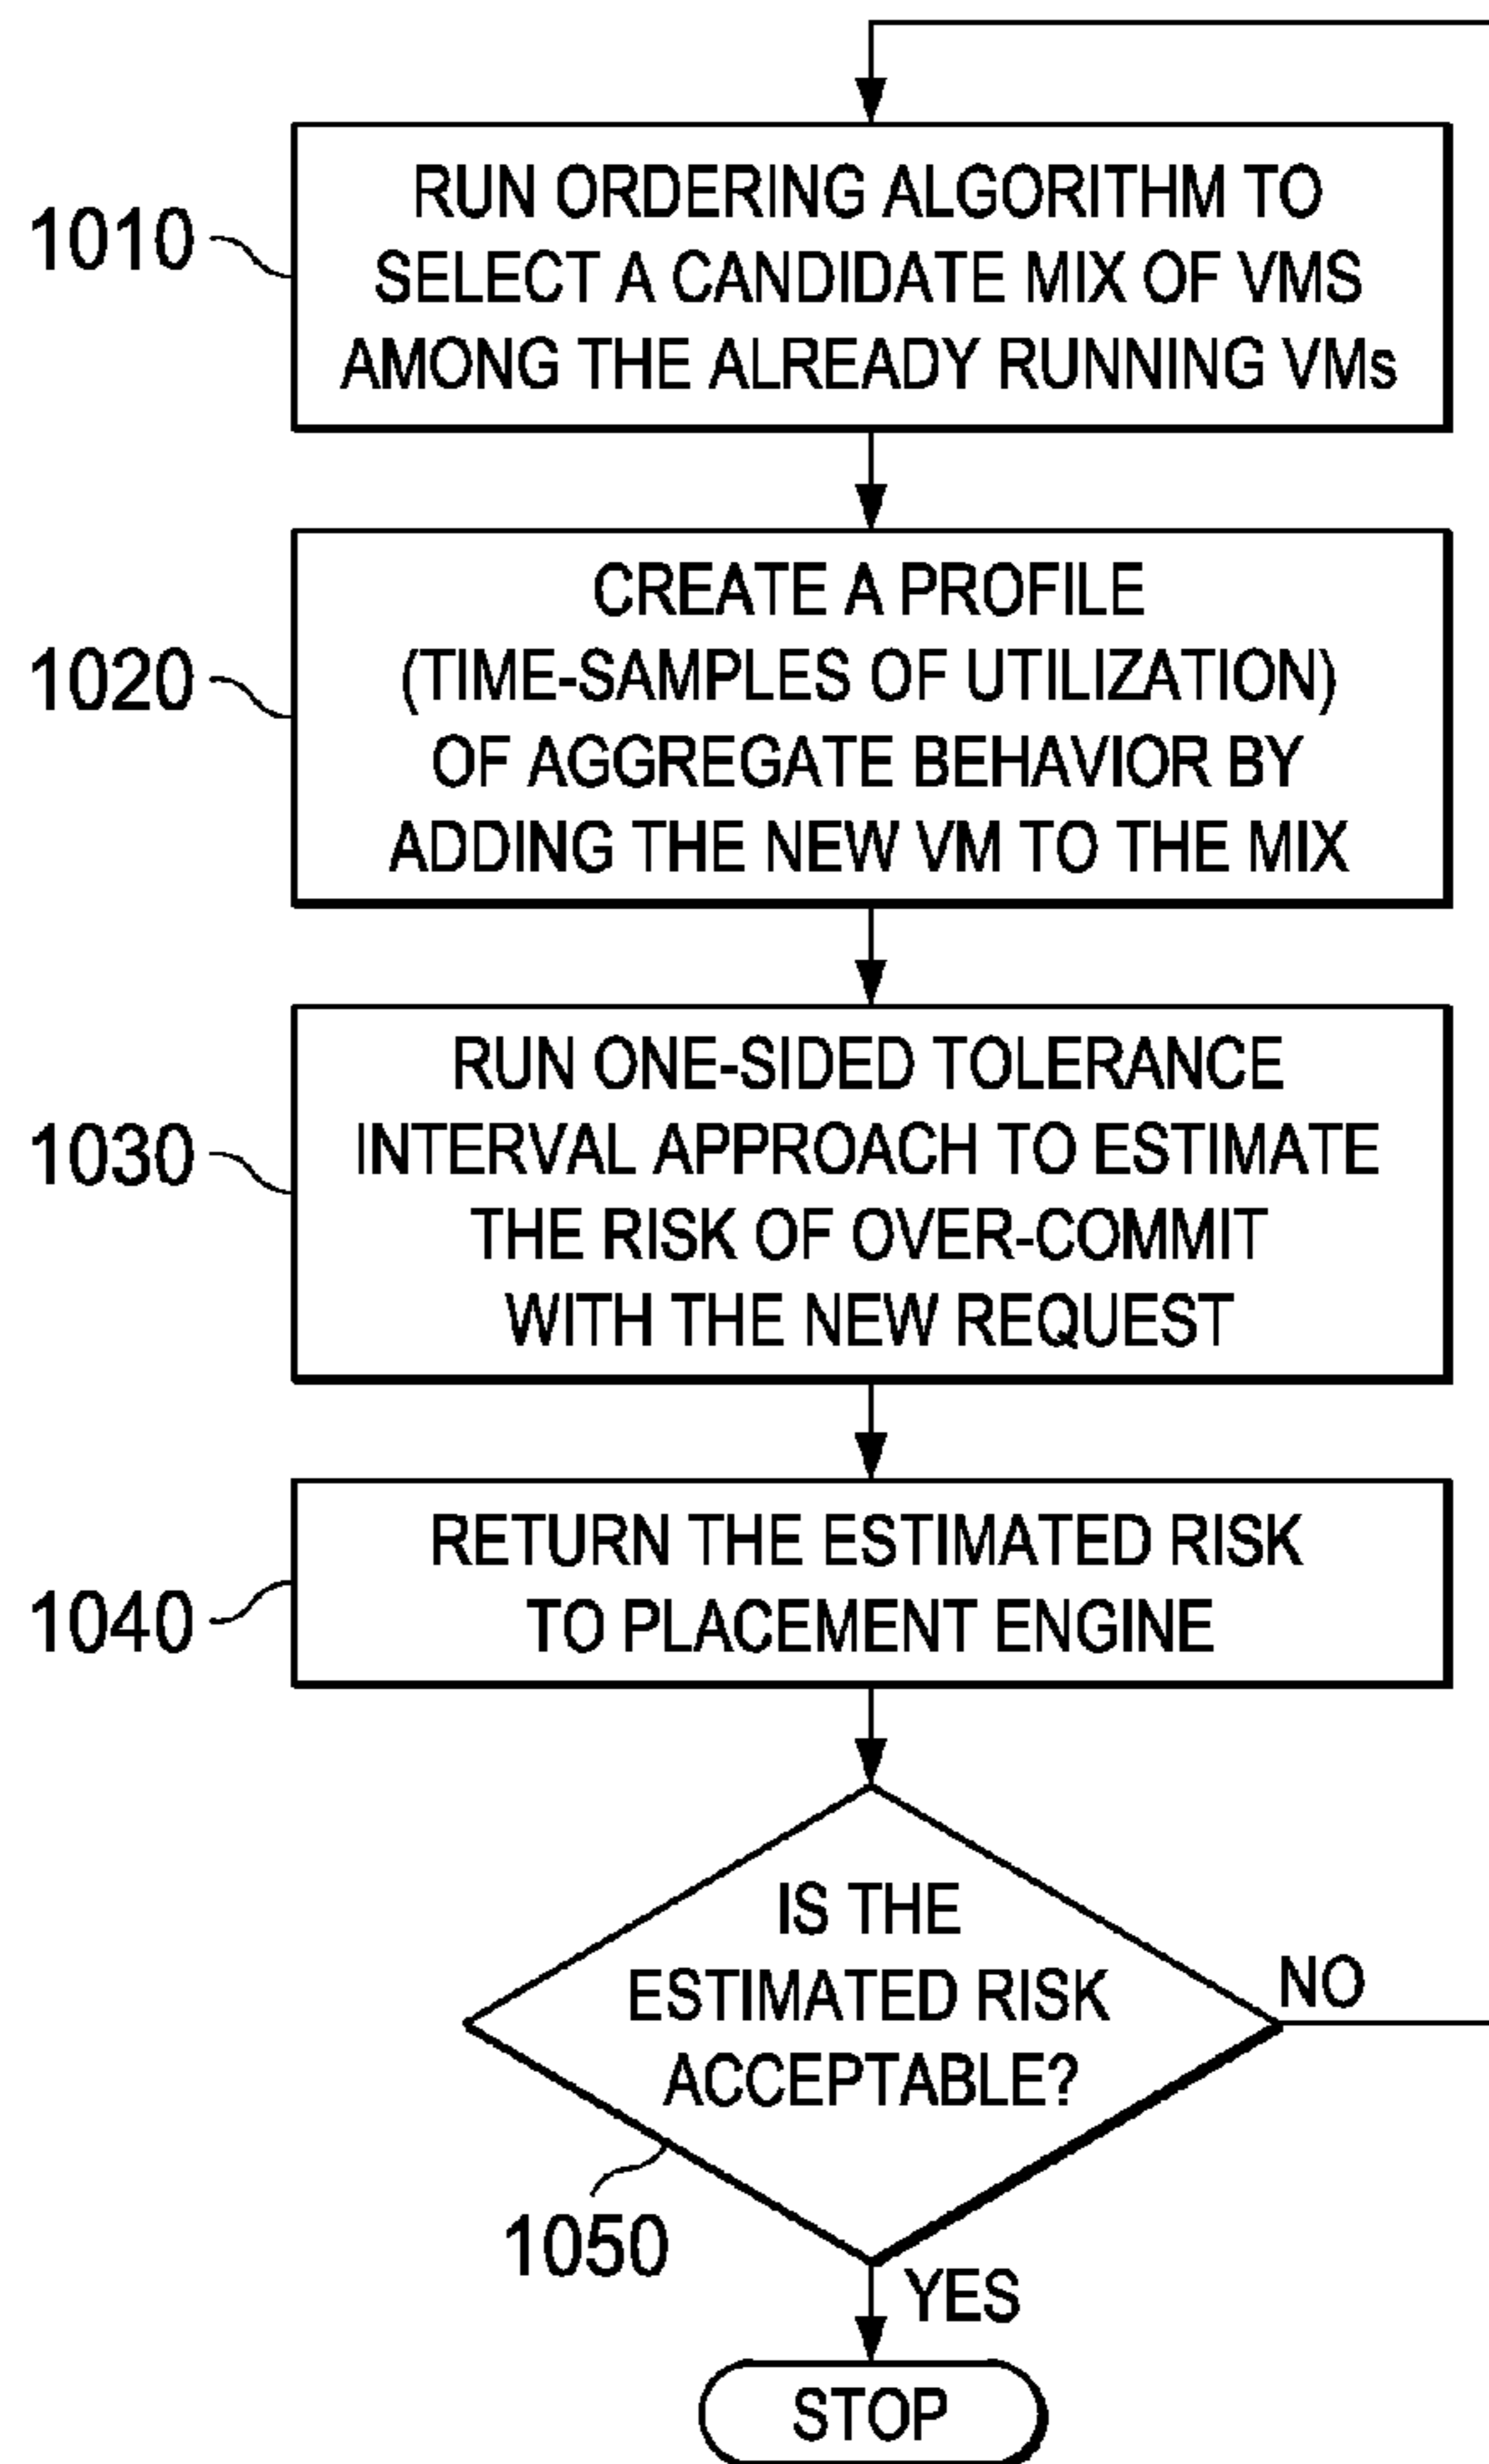 1010
RUN ORDERING ALGORITHM TO
SELECT A CANDIDATE MIX OF VMS
AMONG THE ALREADY RUNNING VMs
1020
CREATE A PROFILE
(TIME-SAMPLES OF UTILIZATION)
OF AGGREGATE BEHAVIOR BY
ADDING THE NEW VM TO THE MIX
1030
RUN ONE-SIDED TOLERANCE
INTERVAL APPROACH TO ESTIMATE
THE RISK OF OVER-COMMIT
WITH THE NEW REQUEST
1040
RETURN THE ESTIMATED RISK
TO PLACEMENT ENGINE
IS THE
ESTIMATED RISK
ACCEPTABLE?
NO
1050
YES
STOP